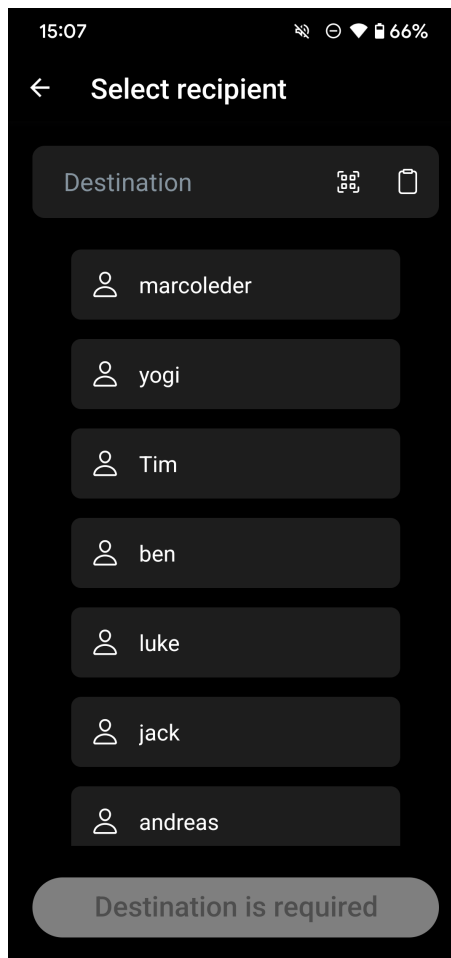 15:07
66%
Select recipient
Destination
marcoleder
yogi
Tim
ben
luke
jack
andreas
Destination is required